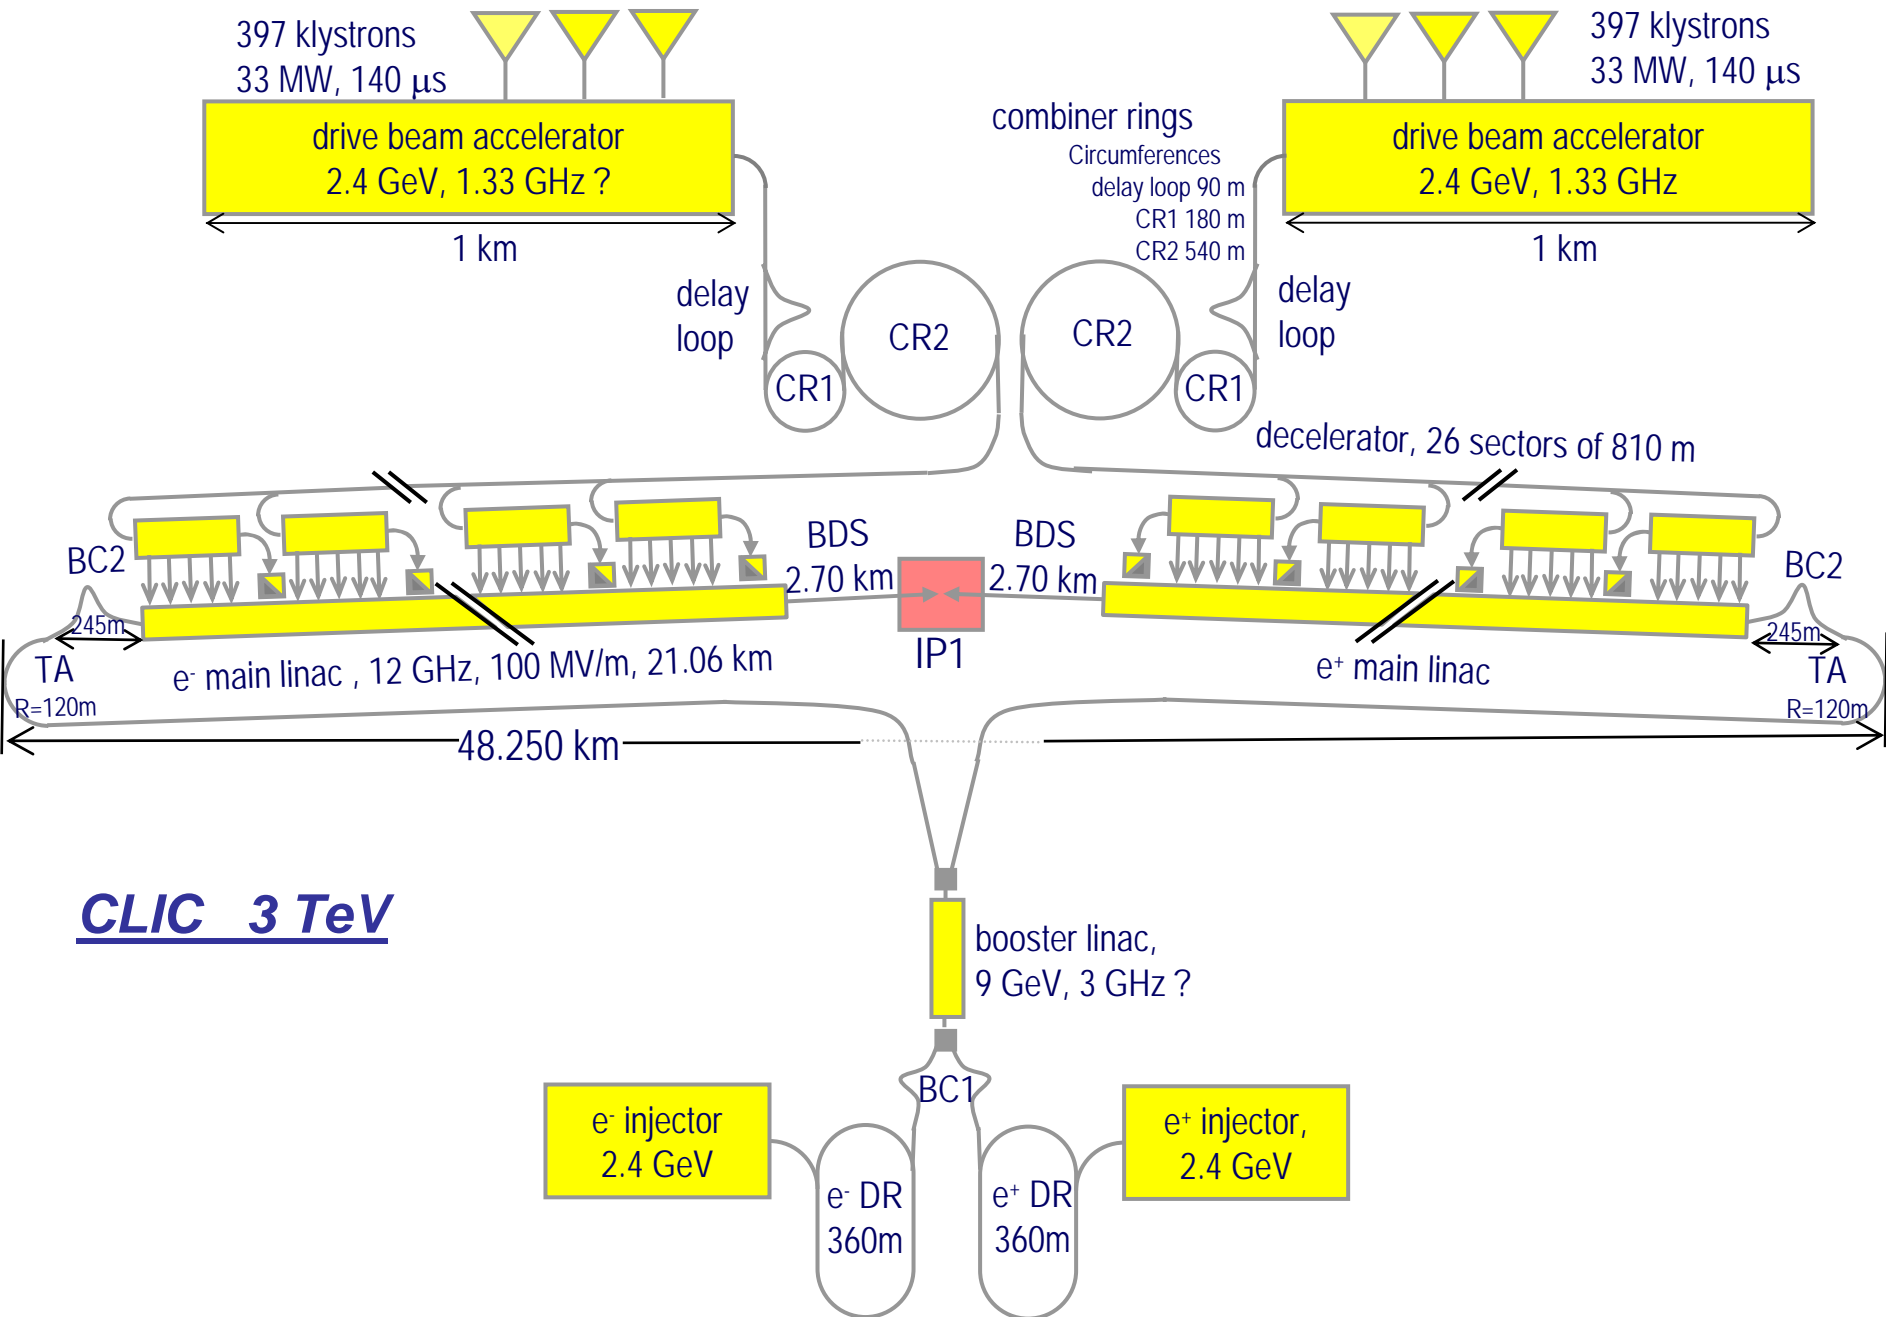 397 klystrons
33 MW, 140 μs
397 klystrons
33 MW, 140 μs
drive beam accelerator
2.4 GeV, 1.33 GHz ?
combiner rings
Circumferences
delay loop 90 m
CR1 180 m
CR2 540 m
drive beam accelerator
2.4 GeV, 1.33 GHz
1 km
1 km
delay
loop
CR2
CR2
delay
loop
CR1
CR1
decelerator, 26 sectors of 810 m
BC2
BDS
2.70 km
BDS
2.70 km
BC2
245m
245m
TA
R=120m
e- main linac , 12 GHz, 100 MV/m, 21.06 km
IP1
e+ main linac
TA
R=120m
48.250 km
CLIC 3 TeV
booster linac,
9 GeV, 3 GHz ?
BC1
e- injector
2.4 GeV
e+ injector,
2.4 GeV
e- DR
360m
e+ DR
360m